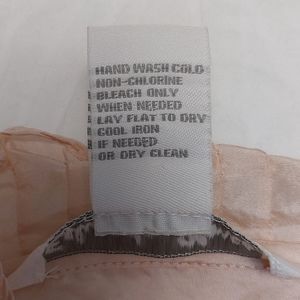 HAND WASH COLD
NON-CHLORINE
BLEACH ONLY
WHEN NEEDED
LAY FLAT TO DRY
COOL IRON
IF NEEDED
OR DRY CLEAN